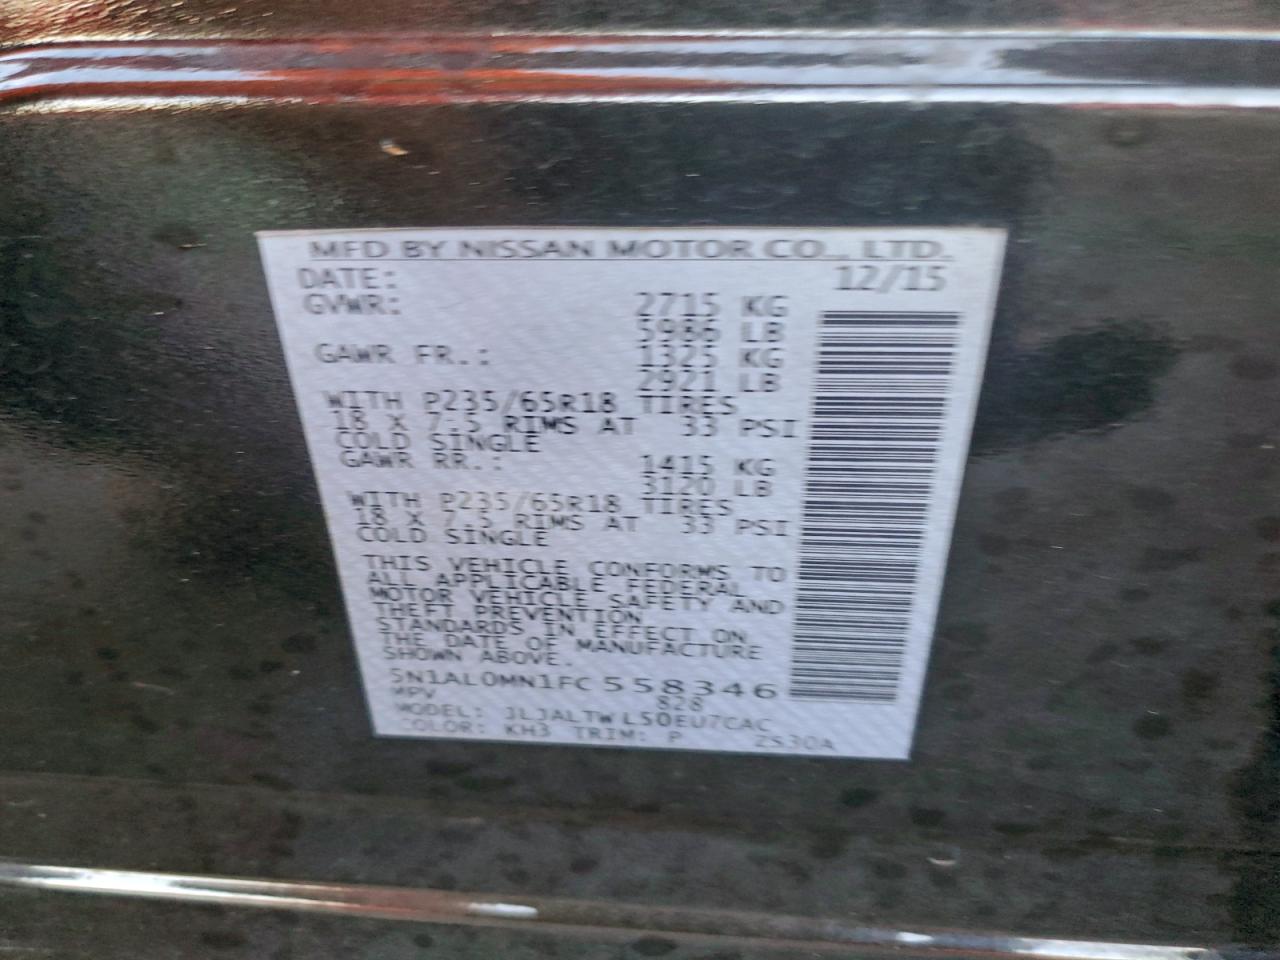 MFD BY NISSAN MOTOR CO., LTD.
DATE: 12/15
GVWR: 2715 KG
5986 LB
GAWR FR.: 1325 KG
2921 LB
WITH P235/65R18 TIRES
18 X 7.5 RIMS AT 33 PSI
COLD SINGLE
GAWR RR.: 1415 KG
3120 LB
WITH P235/65R18 TIRES
18 X 7.5 RIMS AT 33 PSI
COLD SINGLE
THIS VEHICLE CONFORMS TO
ALL APPLICABLE FEDERAL
MOTOR VEHICLE SAFETY AND
THEFT PREVENTION
STANDARDS IN EFFECT ON
THE DATE OF MANUFACTURE
SHOWN ABOVE.
5N1AL0MN1FC558346
MPV 828
MODEL: JLJALTWL50EU7CAC
COLOR: KH3 TRIM: P 2S30A